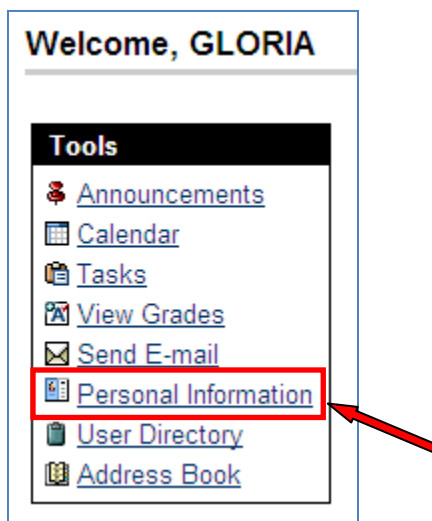 Welcome, GLORIA
Tools
Announcements
Calendar
Tasks
View Grades
Send E-mail
Personal Information
User Directory
Address Book